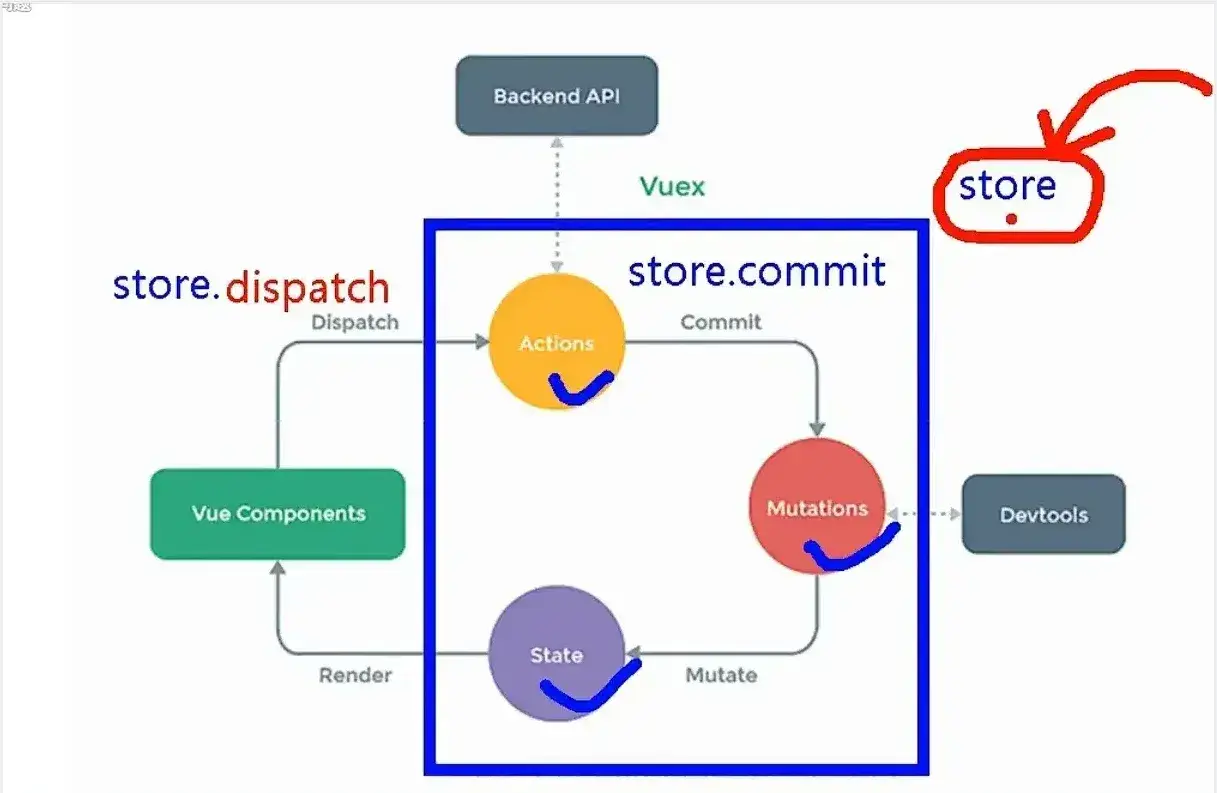 Backend API
Vuex
store
store.dispatch
store.commit
Dispatch
Actions
Commit
Vue Components
Mutations
Devtools
State
Render
Mutate